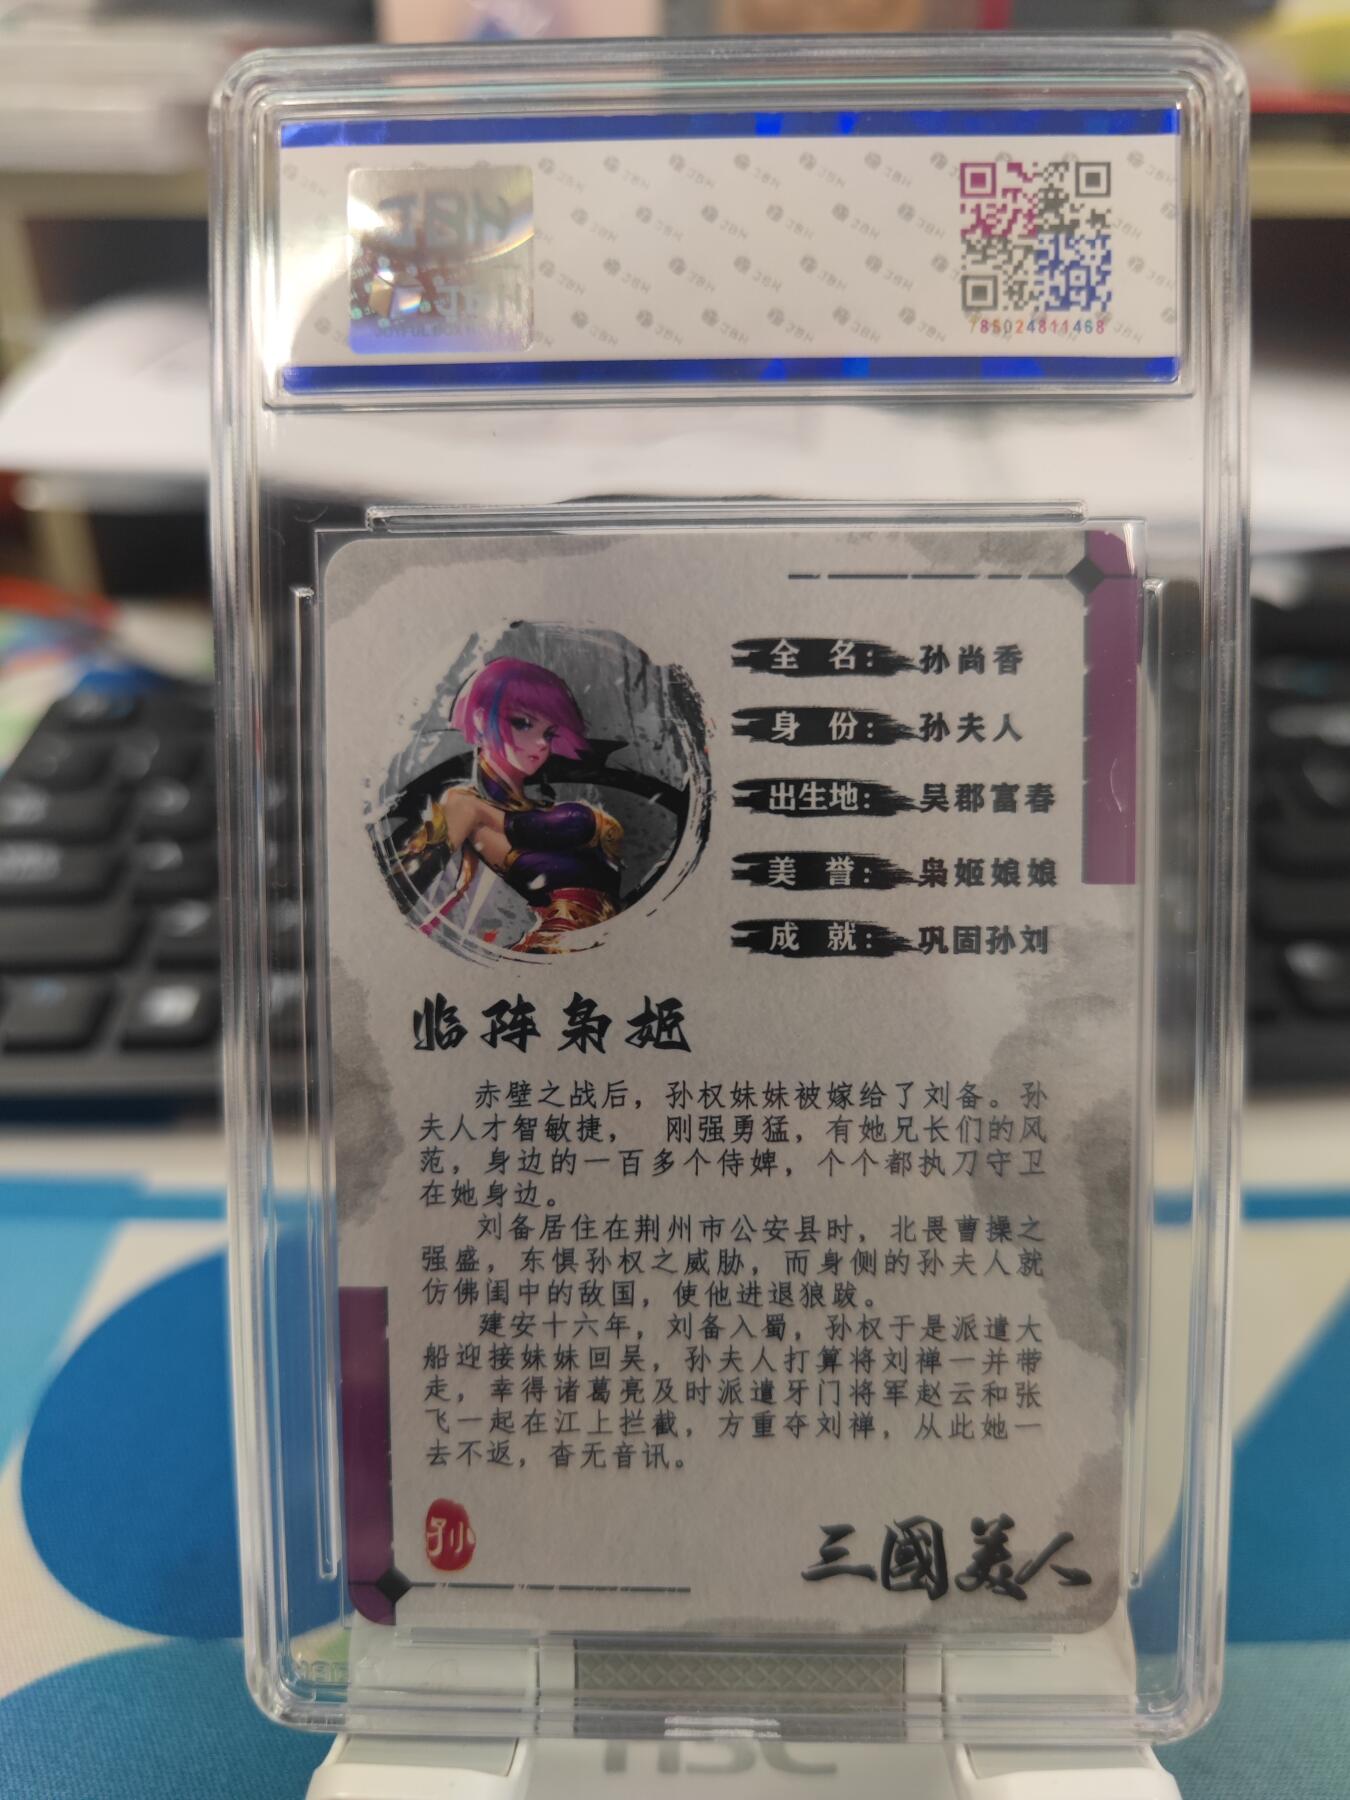 JBH
785024811468
全名：孙尚香
身份：孙夫人
出生地：吴郡富春
美誉：枭姬娘娘
成就：巩固孙刘
临阵枭姬
赤壁之战后，孙权妹妹被嫁给了刘备。孙
夫人才智敏捷，刚强勇猛，有她兄长们的风
范，身边的一百多个侍婢，个个都执刀守卫
在她身边。
刘备居住在荆州市公安县时，北畏曹操之
强盛，东惧孙权之威胁，而身侧的孙夫人就
仿佛闺中的敌国，使他进退狼跋。
建安十六年，刘备入蜀，孙权于是派遣大
船迎接妹妹回吴，孙夫人打算将刘禅一并带
走，幸得诸葛亮及时派遣牙门将军赵云和张
飞一起在江上拦截，方重夺刘禅，从此她一
去不返，杳无音讯。
孙
三國美人